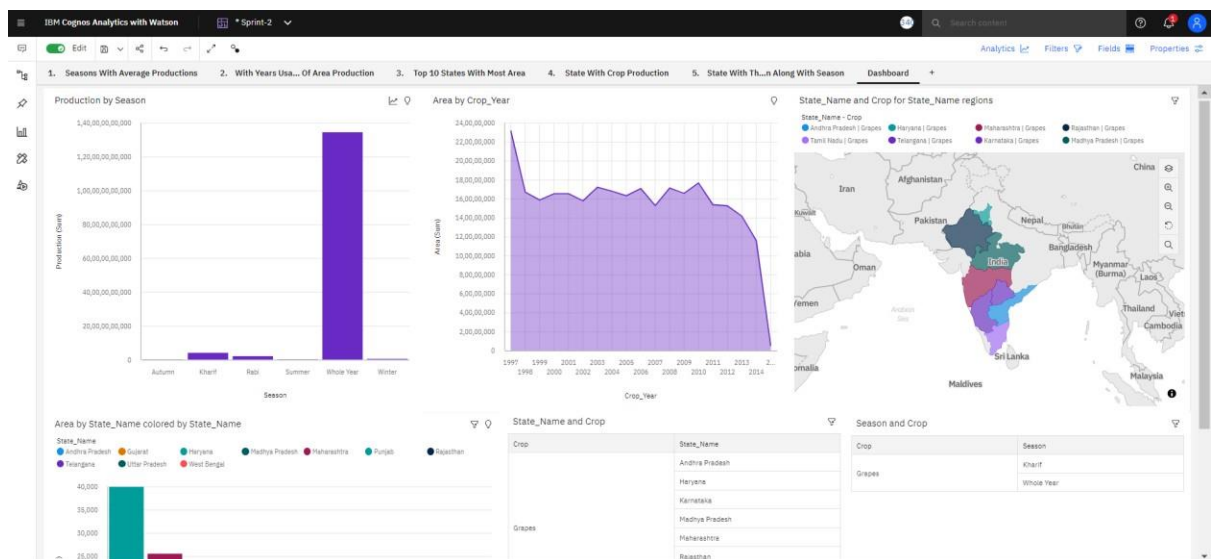 IBM Cognos Analytics with Watson
* Sprint-2
Search content
Edit
Analytics
Filters
Fields
Properties
1. Seasons With Average Productions
2. With Years Usa... Of Area Production
3. Top 10 States With Most Area
4. State With Crop Production
5. State With Th...n Along With Season
Dashboard
+
Production by Season
1,40,00,00,00,000
1,20,00,00,00,000
1,00,00,00,00,000
80,00,00,00,000
60,00,00,00,000
40,00,00,00,000
20,00,00,00,000
0
Production (Sum)
Autumn Kharif Rabi Summer Whole Year Winter
Season
Area by Crop_Year
24,00,00,000
22,00,00,000
20,00,00,000
18,00,00,000
16,00,00,000
14,00,00,000
12,00,00,000
10,00,00,000
8,00,00,000
6,00,00,000
4,00,00,000
2,00,00,000
0
Area (Sum)
1997 1999 2001 2003 2005 2007 2009 2011 2013 2...
1998 2000 2002 2004 2006 2008 2010 2012 2014
Crop_Year
State_Name and Crop for State_Name regions
State_Name - Crop
Andhra Pradesh | Grapes Haryana | Grapes Maharashtra | Grapes Rajasthan | Grapes
Tamil Nadu | Grapes Telangana | Grapes Karnataka | Grapes Madhya Pradesh | Grapes
China
Afghanistan
Iran
Kuwait
Pakistan
Nepal
Bhutan
Bangladesh
abia
Oman
India
Myanmar
(Burma)
Laos
Yemen
Arabian
Sea
Thailand
Viet
Cambodia
Sri Lanka
omalia
Malaysia
Maldives
Area by State_Name colored by State_Name
State_Name
Andhra Pradesh Gujarat Haryana Madhya Pradesh Maharashtra Punjab Rajasthan
Telangana Uttar Pradesh West Bengal
40,000
35,000
30,000
25,000
State_Name and Crop
Crop State_Name
Grapes
Andhra Pradesh
Haryana
Karnataka
Madhya Pradesh
Maharashtra
Rajasthan
Season and Crop
Crop Season
Grapes
Kharif
Whole Year